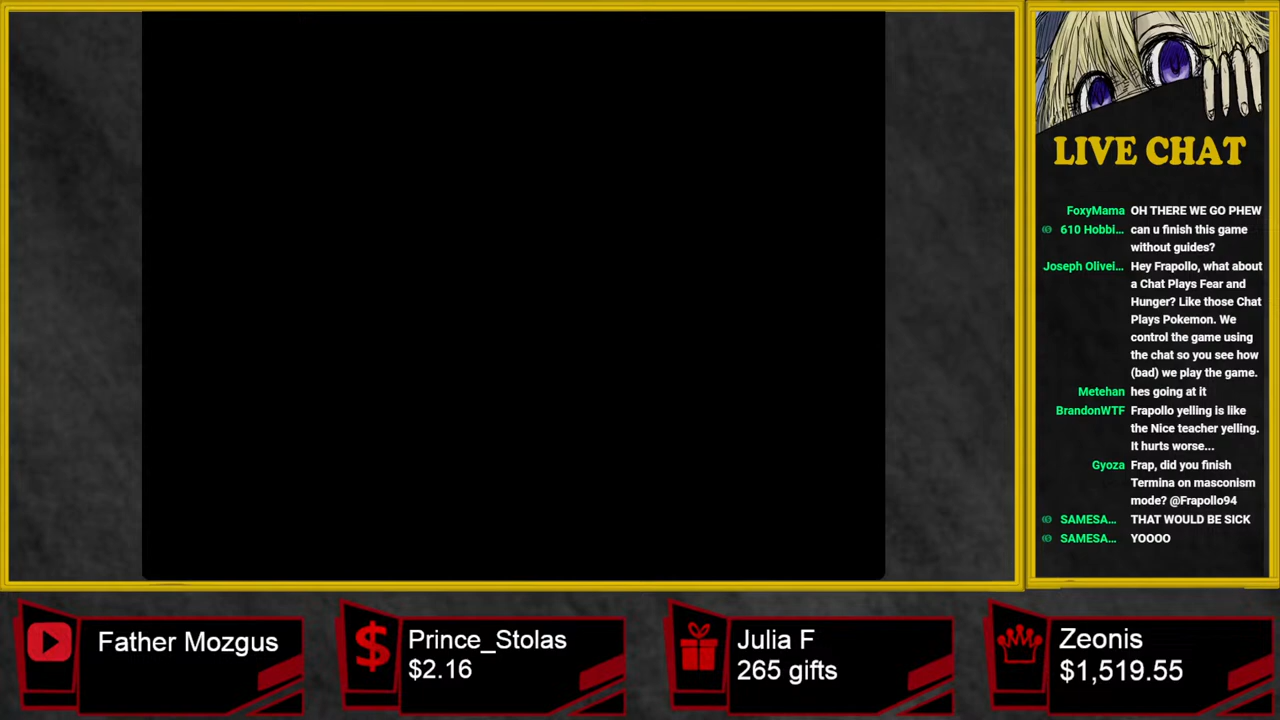 LIVE CHAT
FoxyMama OH THERE WE GO PHEW
610 Hobbi... can u finish this game
without guides?
Joseph Olivei... Hey Frapollo, what about
a Chat Plays Fear and
Hunger? Like those Chat
Plays Pokemon. We
control the game using
the chat so you see how
(bad) we play the game.
Metehan hes going at it
BrandonWTF Frapollo yelling is like
the Nice teacher yelling.
It hurts worse...
Gyoza Frap, did you finish
Termina on masconism
mode? @Frapollo94
SAMESA... THAT WOULD BE SICK
SAMESA... YOOOO
Father Mozgus
$ Prince_Stolas
$2.16
Julia F
265 gifts
Zeonis
$1,519.55